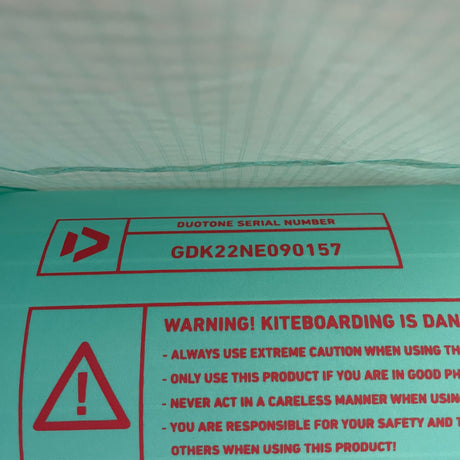 DUOTONE SERIAL NUMBER
GDK22NE090157
WARNING! KITEBOARDING IS DAN
- ALWAYS USE EXTREME CAUTION WHEN USING TH
- ONLY USE THIS PRODUCT IF YOU ARE IN GOOD PH
- NEVER ACT IN A CARELESS MANNER WHEN USING
- YOU ARE RESPONSIBLE FOR YOUR SAFETY AND T
OTHERS WHEN USING THIS PRODUCT!